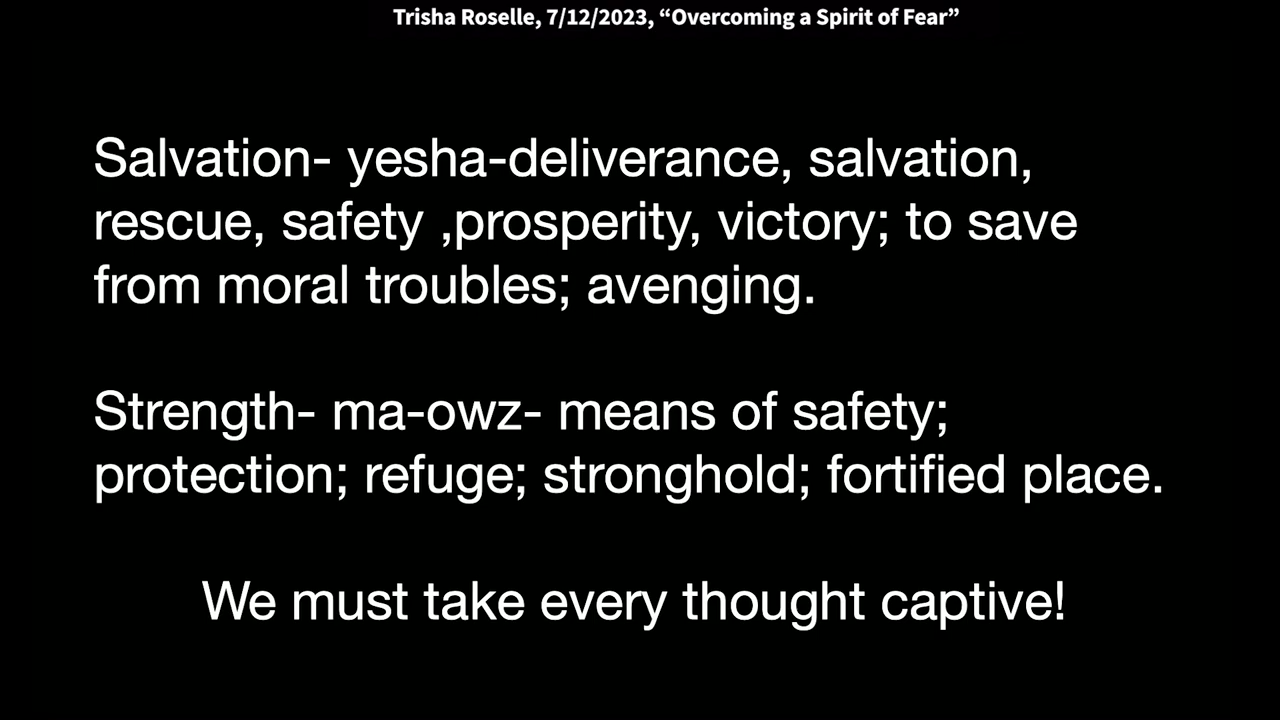 Trisha Roselle, 7/12/2023, “Overcoming a Spirit of Fear”
Salvation- yesha-deliverance, salvation,
rescue, safety ,prosperity, victory; to save
from moral troubles; avenging.
Strength- ma-owz- means of safety;
protection; refuge; stronghold; fortified place.
We must take every thought captive!